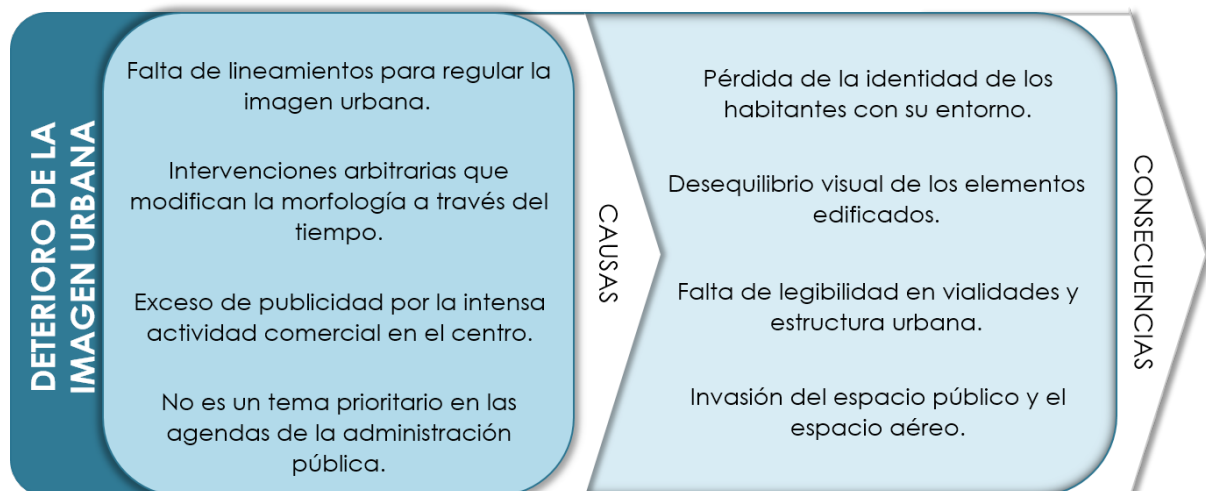 DETERIORO DE LA
IMAGEN URBANA
Falta de lineamientos para regular la
imagen urbana.
Intervenciones arbitrarias que
modifican la morfología a través del
tiempo.
Exceso de publicidad por la intensa
actividad comercial en el centro.
No es un tema prioritario en las
agendas de la administración
pública.
CAUSAS
Pérdida de la identidad de los
habitantes con su entorno.
Desequilibrio visual de los elementos
edificados.
Falta de legibilidad en vialidades y
estructura urbana.
Invasión del espacio público y el
espacio aéreo.
CONSECUENCIAS